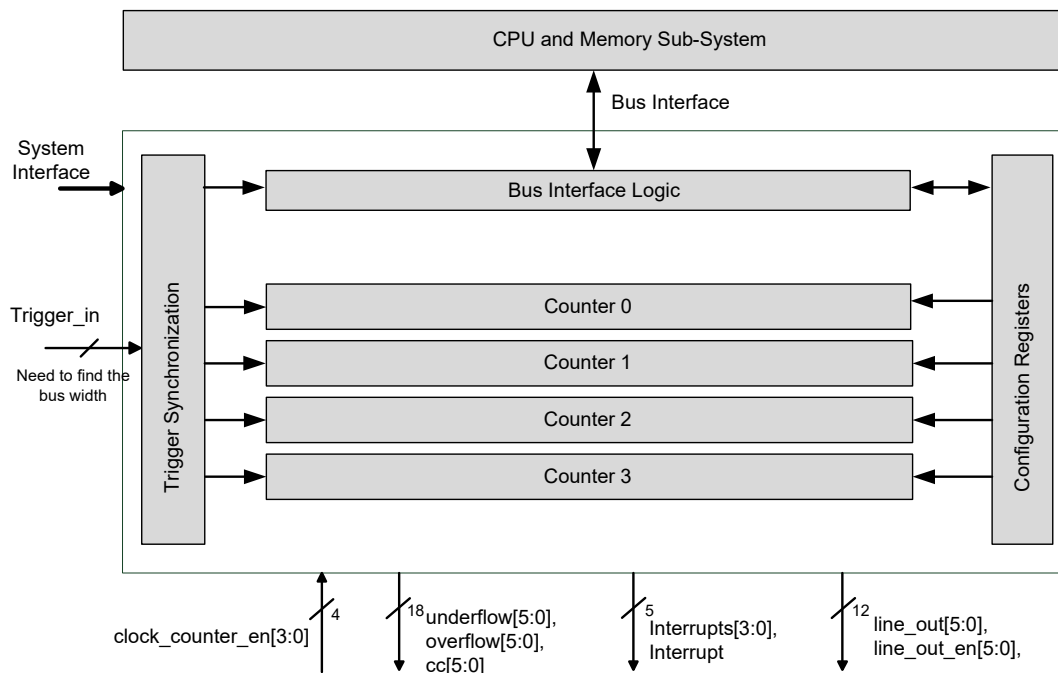 CPU and Memory Sub-System
Bus Interface
System
Interface
Bus Interface Logic
Trigger Synchronization
Configuration Registers
Counter 0
Trigger_in
Counter 1
Need to find the
bus width
Counter 2
Counter 3
clock_counter_en[3:0]
4
18
underflow[5:0],
overflow[5:0],
cc[5:0]
5
Interrupts[3:0],
Interrupt
12
line_out[5:0],
line_out_en[5:0],